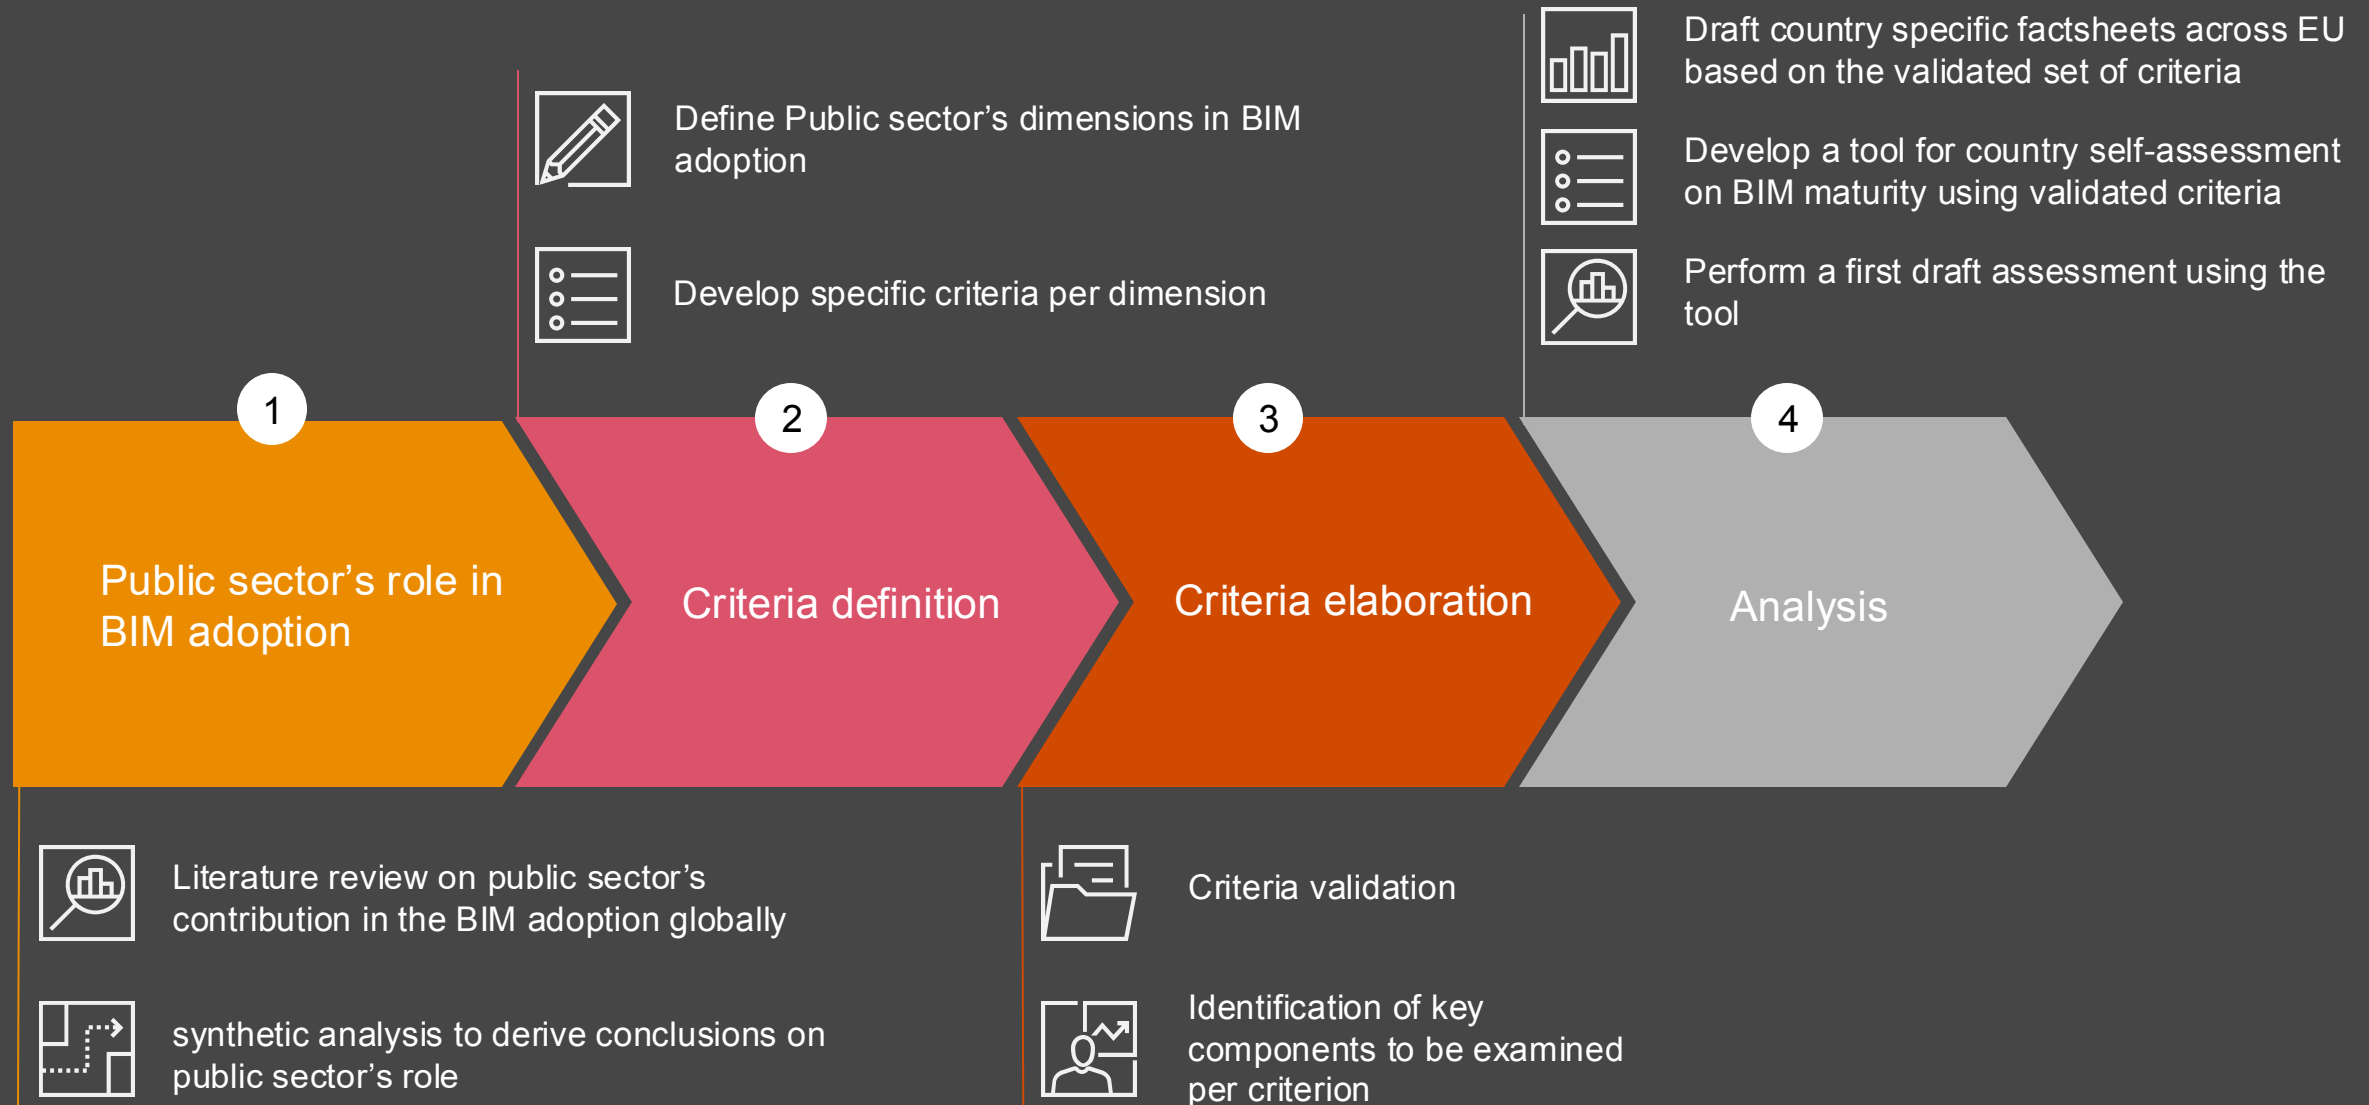 Draft country specific factsheets across EU
based on the validated set of criteria
Develop a tool for country self-assessment
on BIM maturity using validated criteria
Perform a first draft assessment using the
tool
Define Public sector’s dimensions in BIM
adoption
Develop specific criteria per dimension
1
2
3
4
Public sector’s role in
BIM adoption
Criteria definition
Criteria elaboration
Analysis
Literature review on public sector’s
contribution in the BIM adoption globally
synthetic analysis to derive conclusions on
public sector’s role
Criteria validation
Identification of key
components to be examined
per criterion